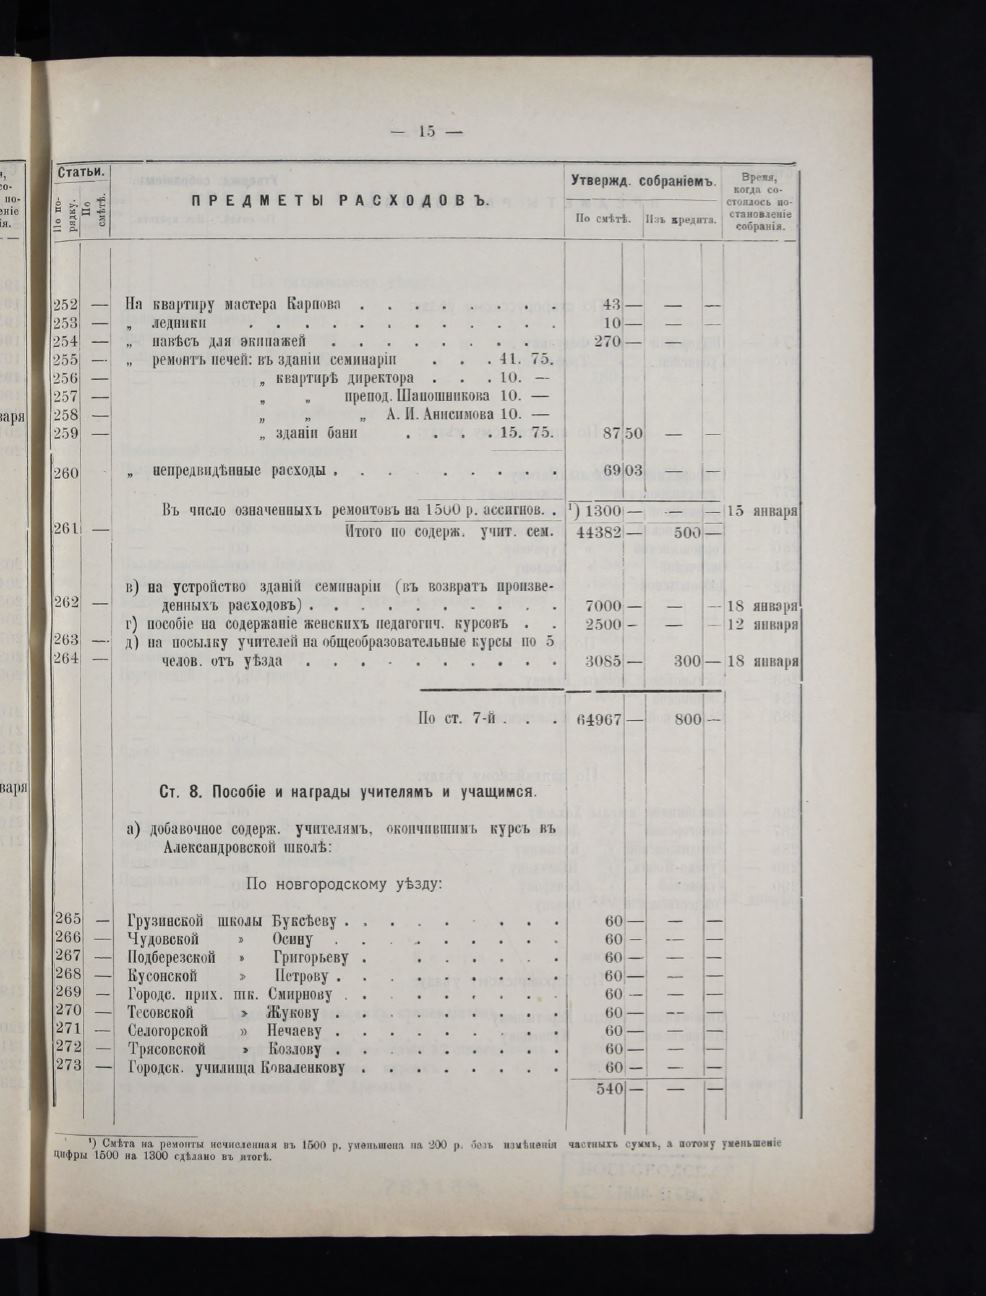 — 15 —
Статьи.
По по-
рядку.
По
смѣтѣ.
ПРЕДМЕТЫ РАСХОДОВЪ.
Утвержд. собраніемъ.
По смѣтѣ.
Изъ кредита.
Время,
когда со-
стоялось по-
становленіе
собранія.
252 — На квартиру мастера Карпова . . . . . . . . 43 — — —
253 — „ ледники . . . . . . . . . . . . 10 — — —
254 — „ навѣсъ для экипажей . . . . . . . . 270 — —
255 — „ ремонтъ печей: въ зданіи семинаріи . . . 41. 75.
256 — „ квартирѣ директора . . . 10. —
257 — „ „ препод. Шапошникова 10. —
258 — „ „ „ А. И. Анисимова 10. —
259 — „ зданіи бани . . . . 15. 75. 87 50 — —
260 - „ непредвидѣнные расходы . . . . . . . . 69 03 — —
Въ число означенныхъ ремонтовъ на 1500 р. ассигнов. . ¹) 1300 — — — 15 января
261 — Итого по содерж. учит. сем. 44382 — 500 —
в) на устройство зданій семинаріи (въ возвратъ произве-
262 — денныхъ расходовъ) . . . . . . . . . . 7000 — — — 18 января
г) пособіе на содержаніе женскихъ педагогич. курсовъ . . 2500 — — — 12 января
263 — д) на посылку учителей на общеобразовательные курсы по 5
264 — челов. отъ уѣзда . . . . . . . . . . 3085 — 300 — 18 января
По ст. 7-й . . . 64967 — 800 —
Ст. 8. Пособіе и награды учителямъ и учащимся.
а) добавочное содерж. учителямъ, окончившимъ курсъ въ
Александровской школѣ:
По новгородскому уѣзду:
265 — Грузинской школы Буксѣеву . . . . . . . . 60 — — —
266 — Чудовской » Осину . . . . . . . . . 60 — — —
267 — Подберезской » Григорьеву . . . . . . . 60 — — —
268 — Кусонской » Петрову . . . . . . . . . 60 — — —
269 — Городс. прих. шк. Смирнову . . . . . . . . 60 — — —
270 — Тесовской » Жукову . . . . . . . . . 60 — — —
271 — Селогорской » Нечаеву . . . . . . . . . 60 — — —
272 — Трясовской » Козлову . . . . . . . . . 60 — — —
273 — Городск. училища Коваленкову . . . . . . . . 60 — — —
540 — — —
¹) Смѣта на ремонты исчисленная въ 1500 р. уменьшена на 200 р. безъ измѣненія частныхъ суммъ, а потому уменьшеніе
цифры 1500 на 1300 сдѣлано въ итогѣ.